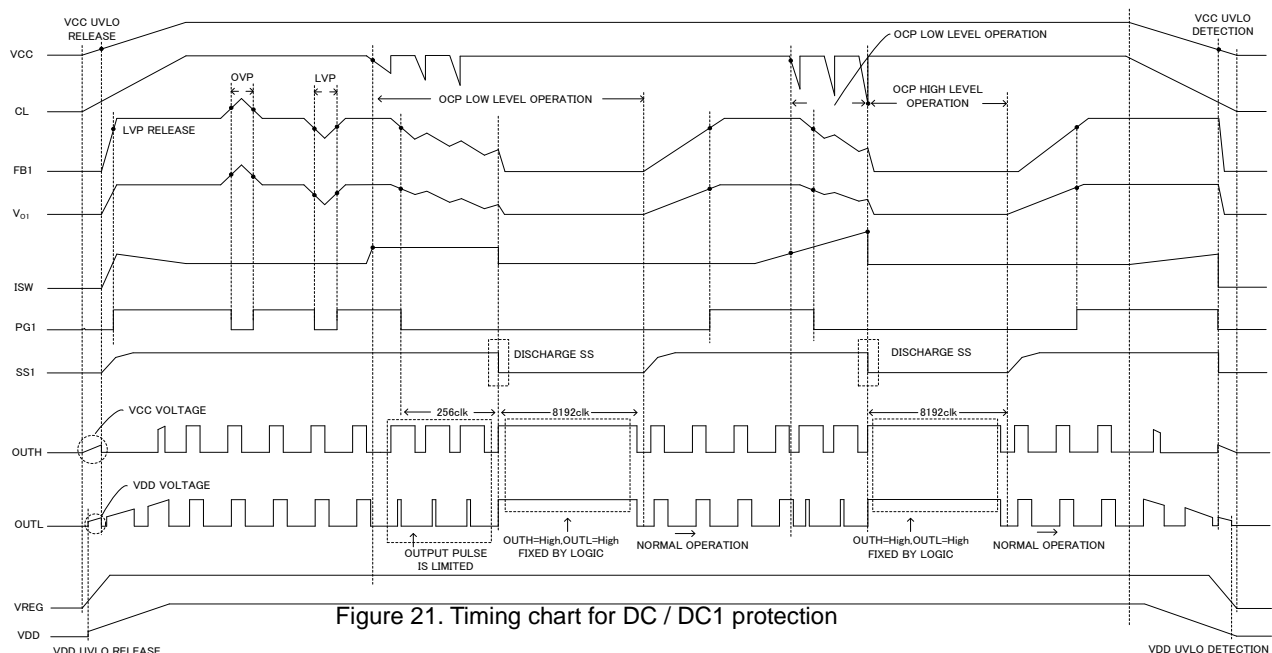 VCC UVLO
RELEASE
VCC UVLO
DETECTION
OCP LOW LEVEL OPERATION
VCC
OVP
LVP
OCP LOW LEVEL OPERATION
OCP HIGH LEVEL
OPERATION
CL
LVP RELEASE
FB1
VO1
ISW
PG1
DISCHARGE SS
DISCHARGE SS
SS1
VCC VOLTAGE
256clk
8192clk
8192clk
OUTH
VDD VOLTAGE
OUTL
OUTPUT PULSE
IS LIMITED
OUTH=High,OUTL=High
FIXED BY LOGIC
NORMAL OPERATION
OUTH=High,OUTL=High
FIXED BY LOGIC
NORMAL OPERATION
VREG
Figure 21. Timing chart for DC / DC1 protection
VDD
VDD UVLO RELEASE
VDD UVLO DETECTION